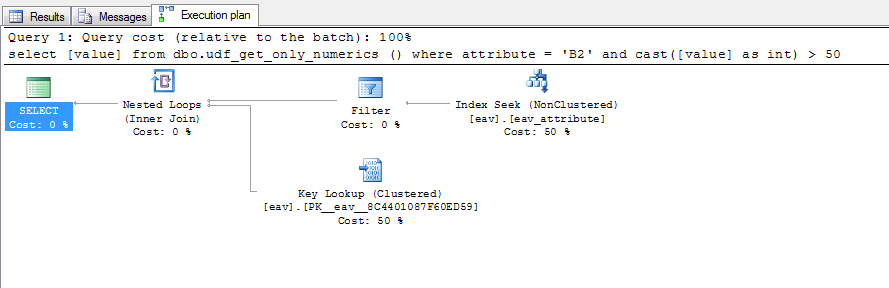 Results Messages Execution plan
Query 1: Query cost (relative to the batch): 100%
select [value] from dbo.udf_get_only_numerics () where attribute = 'B2' and cast([value] as int) > 50
SELECT
Cost: 0 %
Nested Loops
(Inner Join)
Cost: 0 %
Filter
Cost: 0 %
Index Seek (NonClustered)
[eav].[eav_attribute]
Cost: 50 %
Key Lookup (Clustered)
[eav].[PK__eav__8C4401087F60ED59]
Cost: 50 %